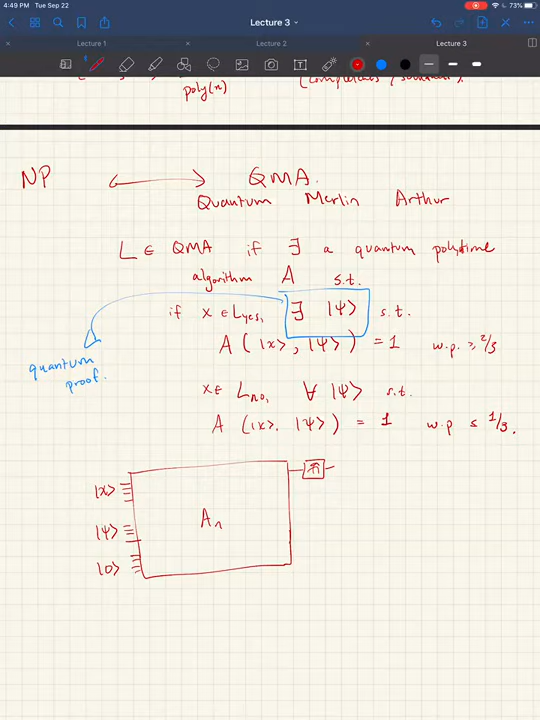 4:49 PM Tue Sep 22
73%
Lecture 3
Lecture 1
Lecture 2
Lecture 3
poly(n)
NP ⟷ QMA.
Quantum Merlin Arthur
L ∈ QMA if ∃ a quantum polytime
algorithm A s.t.
if x ∈ Lyes, ∃ |ψ⟩ s.t.
A ( |x⟩, |ψ⟩ ) = 1 w.p. ≥ 2/3
quantum
proof.
x ∈ Lno, ∀ |ψ⟩ s.t.
A ( |x⟩, |ψ⟩ ) = 1 w.p ≤ 1/3.
|x⟩
|ψ⟩
An
|0⟩